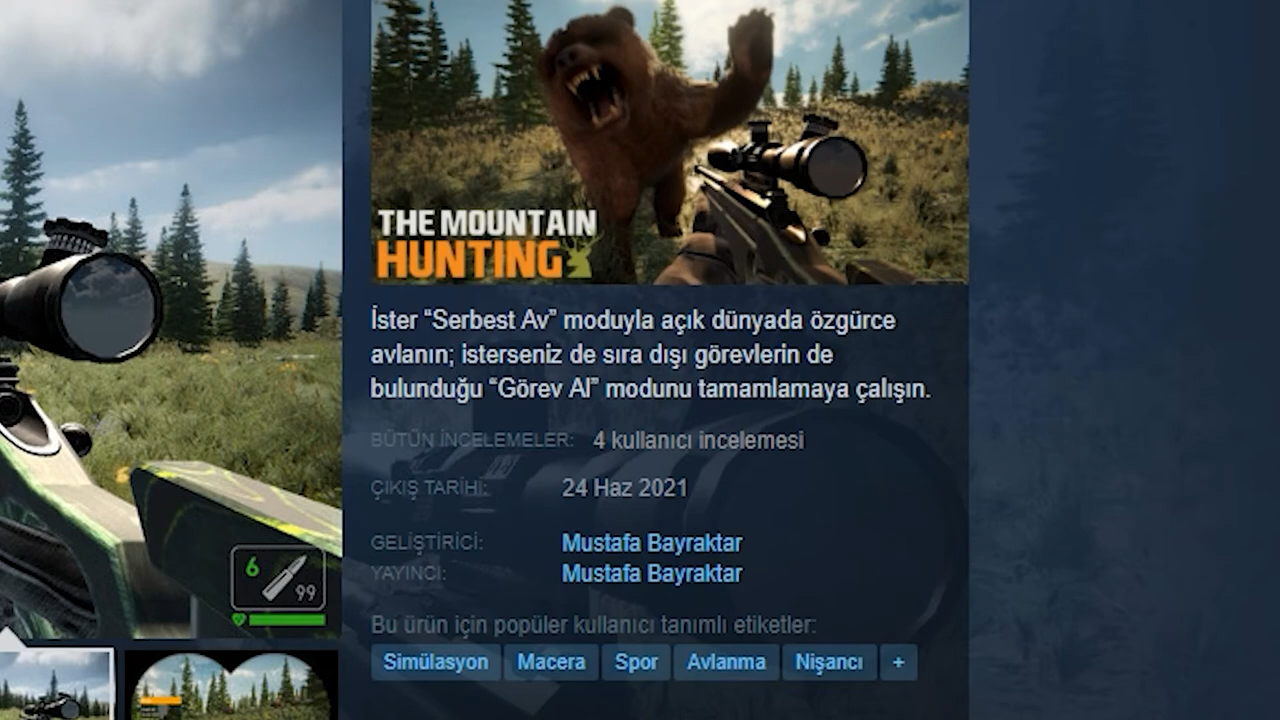 THE MOUNTAIN
HUNTING
İster “Serbest Av” moduyla açık dünyada özgürce
avlanın; isterseniz de sıra dışı görevlerin de
bulunduğu “Görev Al” modunu tamamlamaya çalışın.
BÜTÜN İNCELEMELER: 4 kullanıcı incelemesi
ÇIKIŞ TARİHİ: 24 Haz 2021
GELİŞTİRİCİ: Mustafa Bayraktar
YAYINCI: Mustafa Bayraktar
Bu ürün için popüler kullanıcı tanımlı etiketler:
Simülasyon Macera Spor Avlanma Nişancı +
6 99